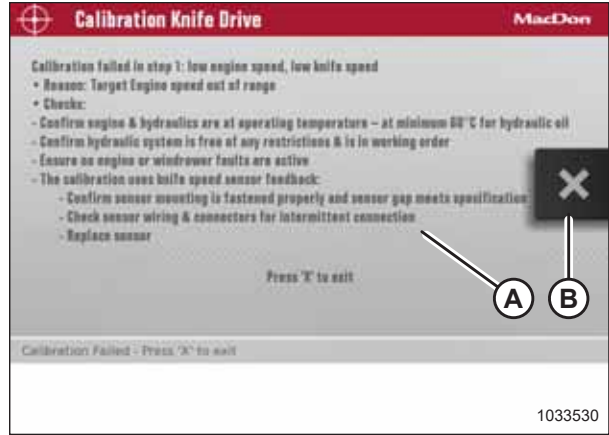 Calibration Knife Drive
MacDon
Calibration failed in step 1: low engine speed, low knife speed
• Reason: Target Engine speed out of range
• Checks:
- Confirm engine & hydraulics are at operating temperature – at minimum 60°C for hydraulic oil
- Confirm hydraulic system is free of any restrictions & is in working order
- Ensure no engine or windrower faults are active
- The calibration uses knife speed sensor feedback:
- Confirm sensor mounting is fastened properly and sensor gap meets specification
- Check sensor wiring & connectors for intermittent connection
- Replace sensor
Press 'X' to exit
A
B
Calibration Failed - Press 'X' to exit
1033530